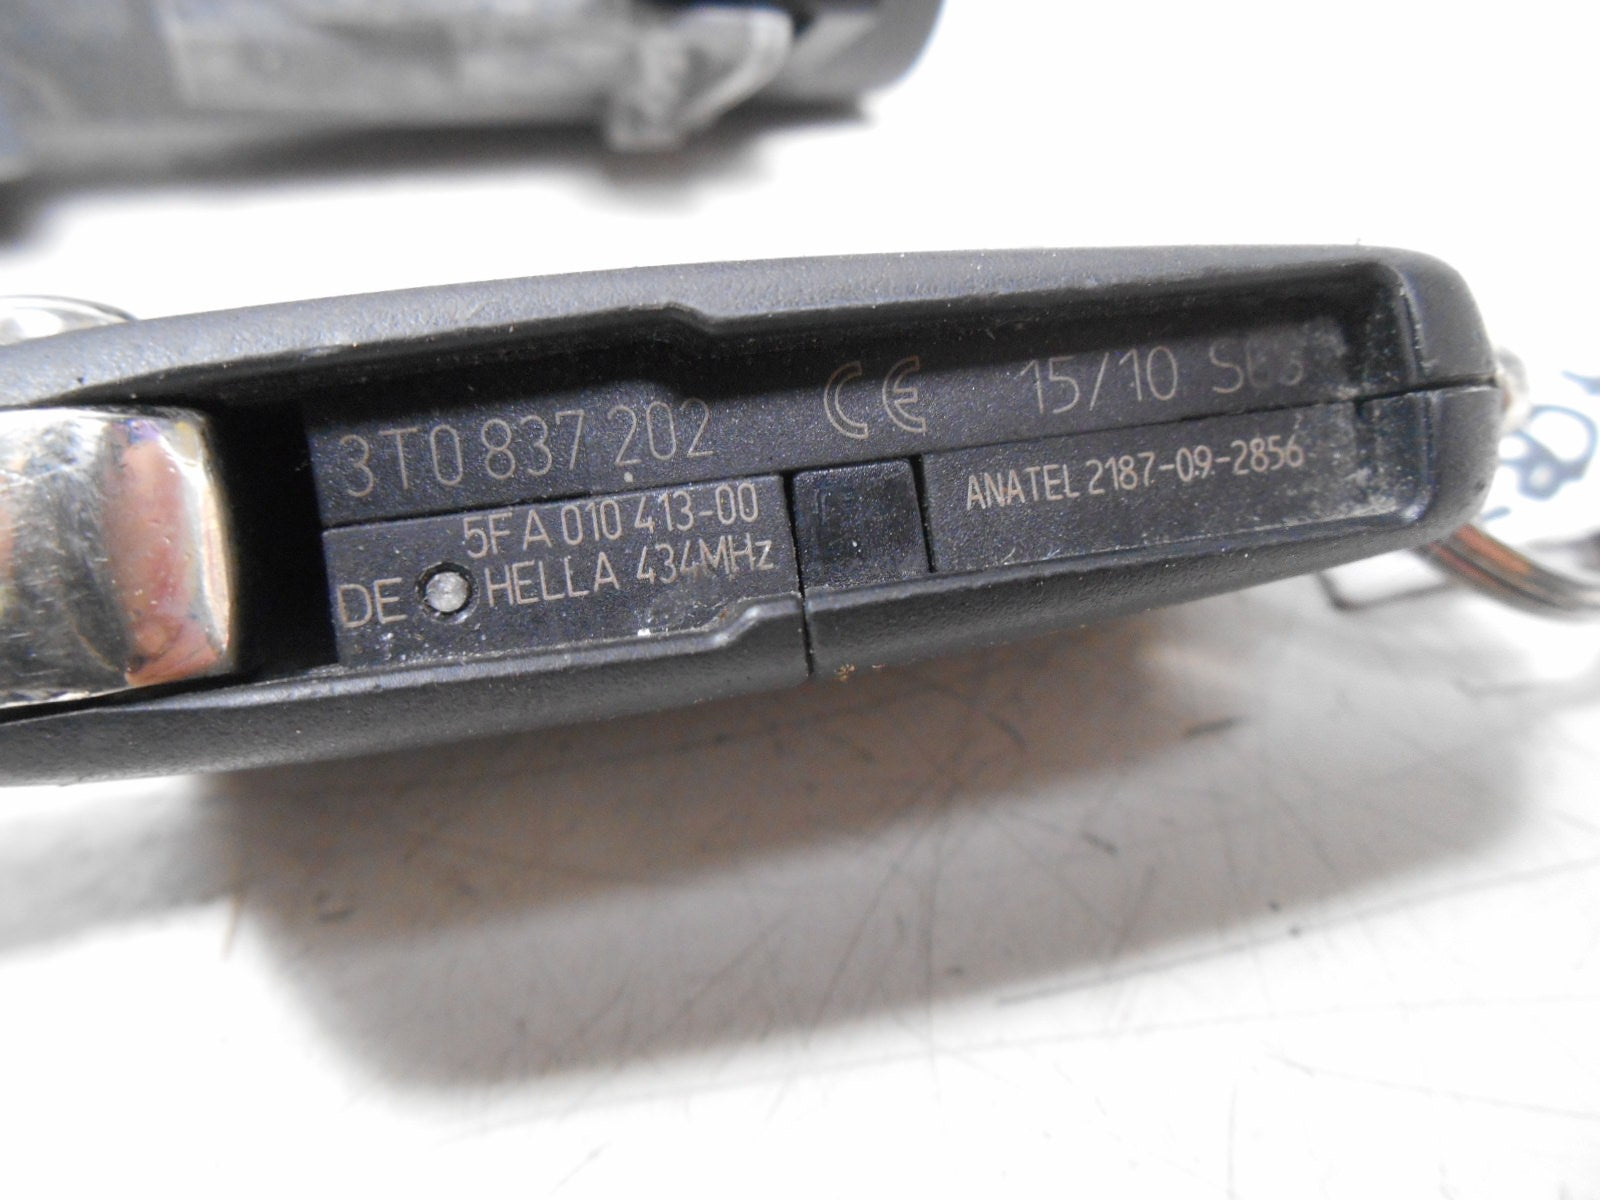 3T0 837 202 CE 15/10
5FA 010 413-00
DE HELLA 434MHz
ANATEL 2187-09-2856